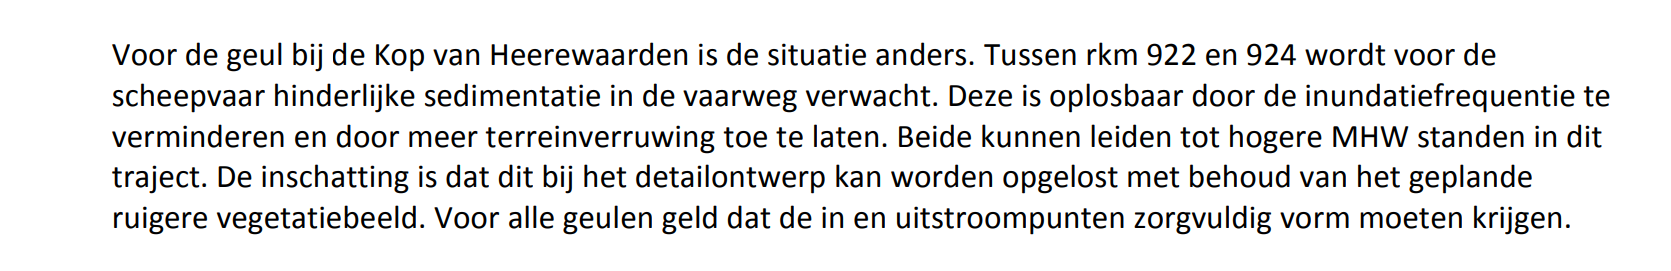 Voor de geul bij de Kop van Heerewaarden is de situatie anders. Tussen rkm 922 en 924 wordt voor de
scheepvaar hinderlijke sedimentatie in de vaarweg verwacht. Deze is oplosbaar door de inundatiefrequentie te
verminderen en door meer terreinverruwing toe te laten. Beide kunnen leiden tot hogere MHW standen in dit
traject. De inschatting is dat dit bij het detailontwerp kan worden opgelost met behoud van het geplande
ruigere vegetatiebeeld. Voor alle geulen geld dat de in en uitstroompunten zorgvuldig vorm moeten krijgen.